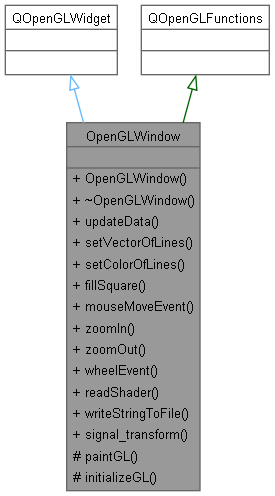 QOpenGLWidget
QOpenGLFunctions
OpenGLWindow
+ OpenGLWindow()
+ ~OpenGLWindow()
+ updateData()
+ setVectorOfLines()
+ setColorOfLines()
+ fillSquare()
+ mouseMoveEvent()
+ zoomIn()
+ zoomOut()
+ wheelEvent()
+ readShader()
+ writeStringToFile()
+ signal_transform()
# paintGL()
# initializeGL()